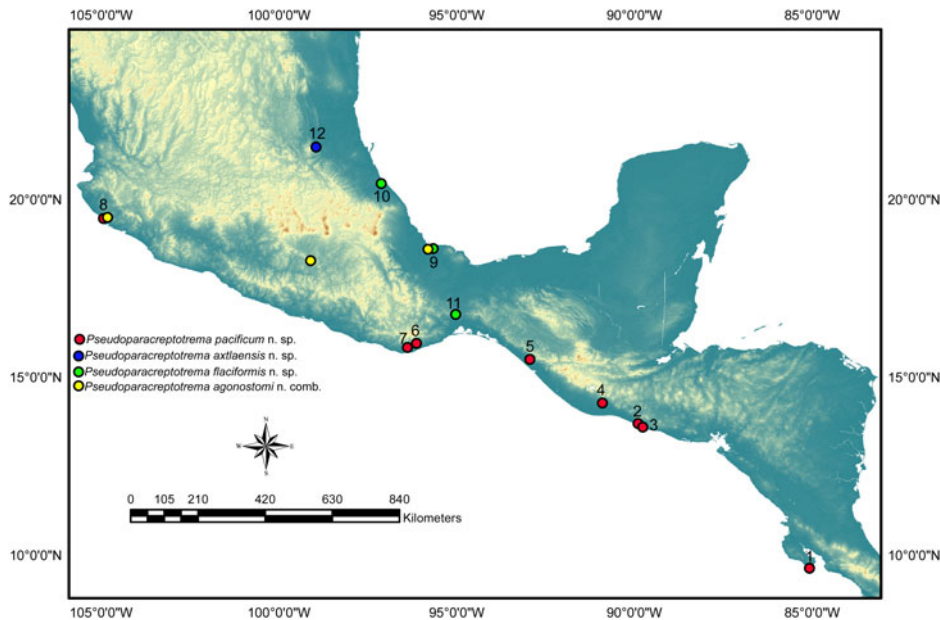 105°0'0"W 100°0'0"W 95°0'0"W 90°0'0"W 85°0'0"W
12
10
20°0'0"N 20°0'0"N
8
9
11
7 6
5
Pseudoparacreptotrema pacificum n. sp.
Pseudoparacreptotrema axtlaensis n. sp.
Pseudoparacreptotrema flaciformis n. sp.
Pseudoparacreptotrema agonostomi n. comb.
15°0'0"N 15°0'0"N
4
2
3
N
W E
S
0 105 210 420 630 840
Kilometers
10°0'0"N 10°0'0"N
1
105°0'0"W 100°0'0"W 95°0'0"W 90°0'0"W 85°0'0"W